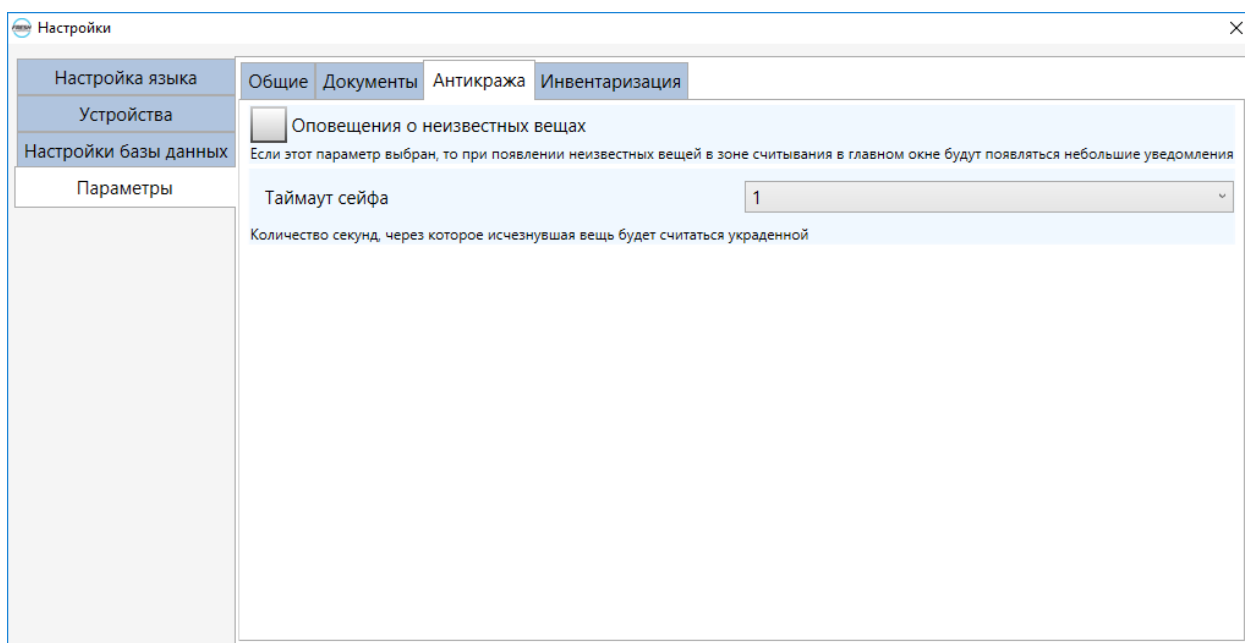 FRESH Настройки
Настройка языка
Устройства
Настройки базы данных
Параметры
Общие Документы Антикража Инвентаризация
Оповещения о неизвестных вещах
Если этот параметр выбран, то при появлении неизвестных вещей в зоне считывания в главном окне будут появляться небольшие уведомления
Таймаут сейфа 1
Количество секунд, через которое исчезнувшая вещь будет считаться украденной